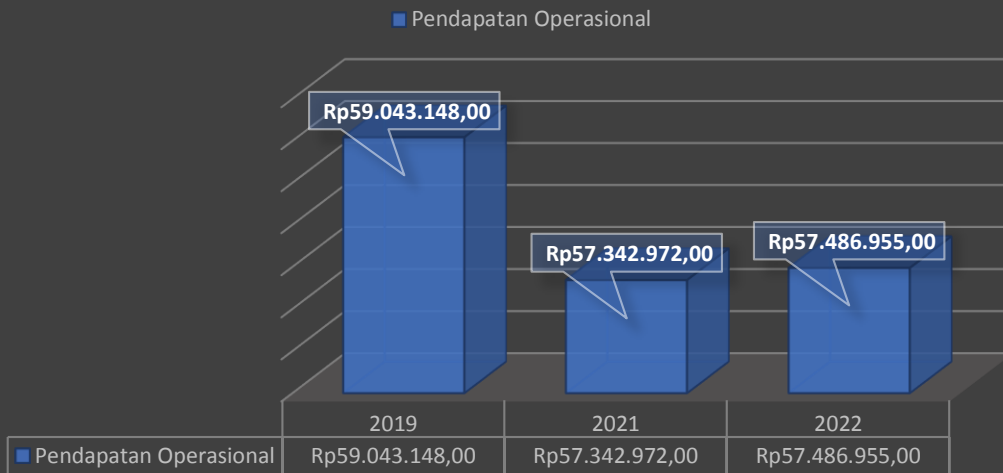 Pendapatan Operasional
Rp59.043.148,00
Rp57.342.972,00
Rp57.486.955,00
2019 2021 2022
Pendapatan Operasional Rp59.043.148,00 Rp57.342.972,00 Rp57.486.955,00